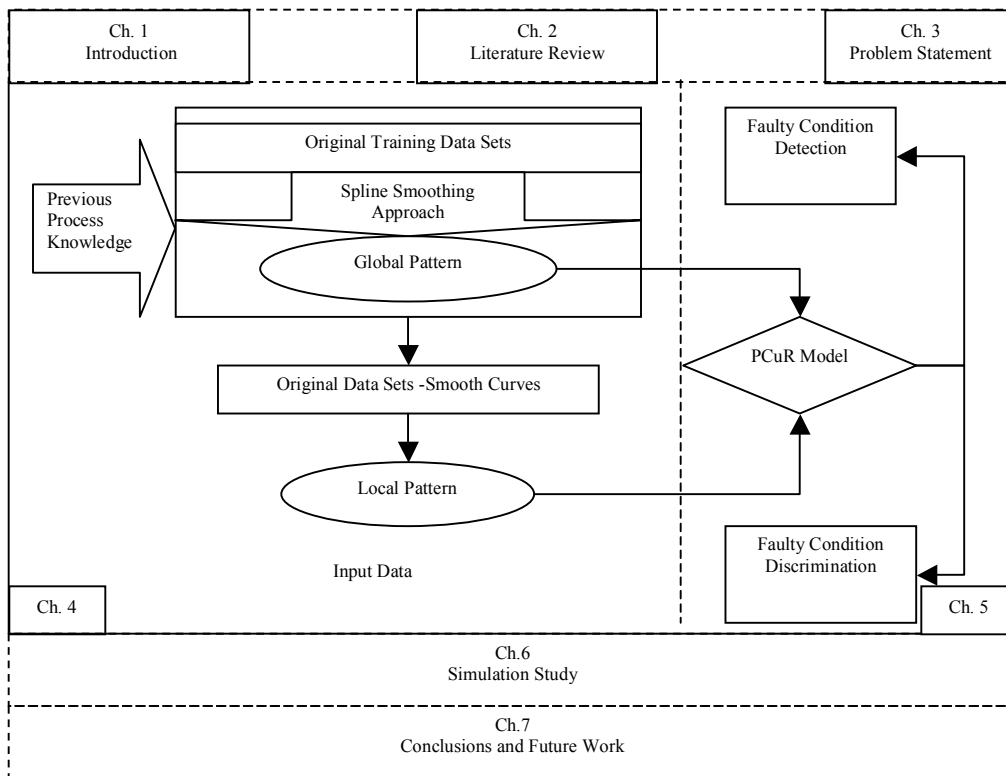 Ch. 1
Introduction
Ch. 2
Literature Review
Ch. 3
Problem Statement
Original Training Data Sets
Faulty Condition
Detection
Previous
Process
Knowledge
Spline Smoothing
Approach
Global Pattern
PCuR Model
Original Data Sets -Smooth Curves
Local Pattern
Faulty Condition
Discrimination
Input Data
Ch. 4
Ch. 5
Ch.6
Simulation Study
Ch.7
Conclusions and Future Work